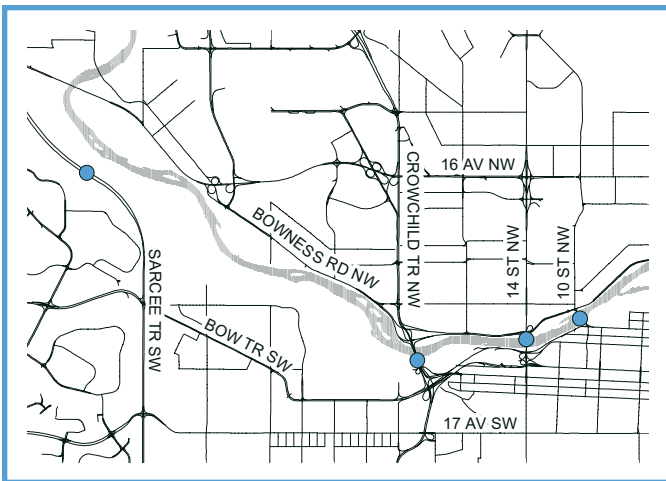 16 AV NW
CROWCHILD TR NW
BOWNESS RD NW
14 ST NW
10 ST NW
SARCEE TR SW
BOW TR SW
17 AV SW